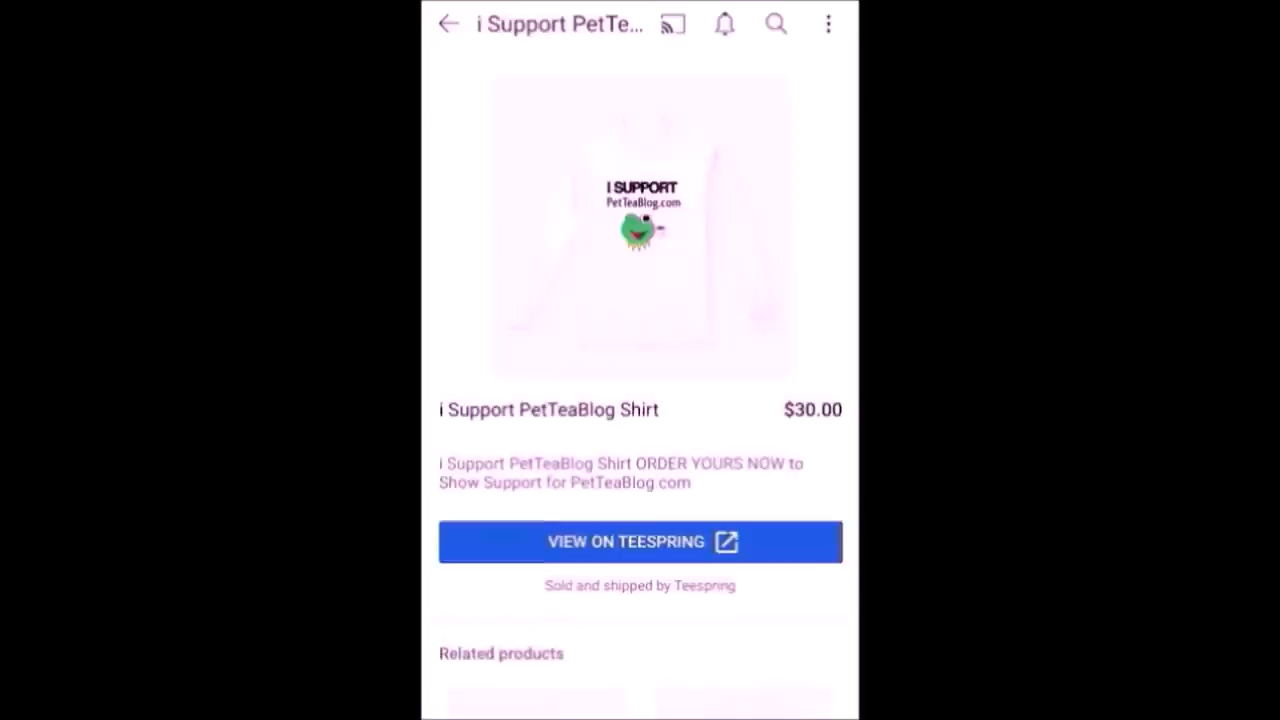 i Support PetTe...
I SUPPORT
PetTeaBlog.com
i Support PetTeaBlog Shirt $30.00
i Support PetTeaBlog Shirt ORDER YOURS NOW to
Show Support for PetTeaBlog.com
VIEW ON TEESPRING
Sold and shipped by Teespring
Related products